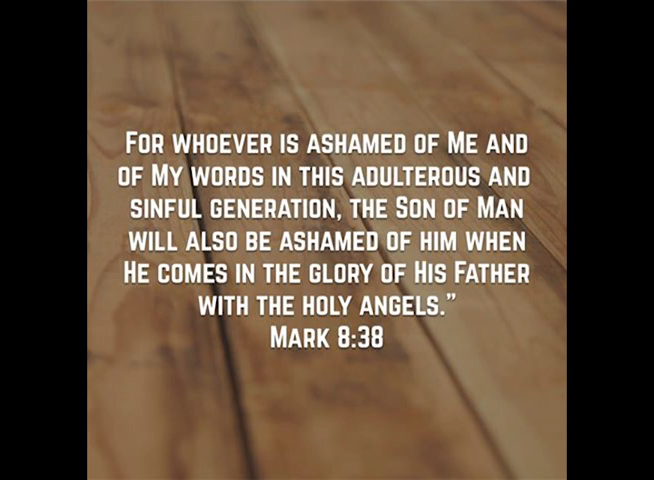 For whoever is ashamed of Me and
of My words in this adulterous and
sinful generation, the Son of Man
will also be ashamed of him when
He comes in the glory of His Father
with the holy angels.”
Mark 8:38